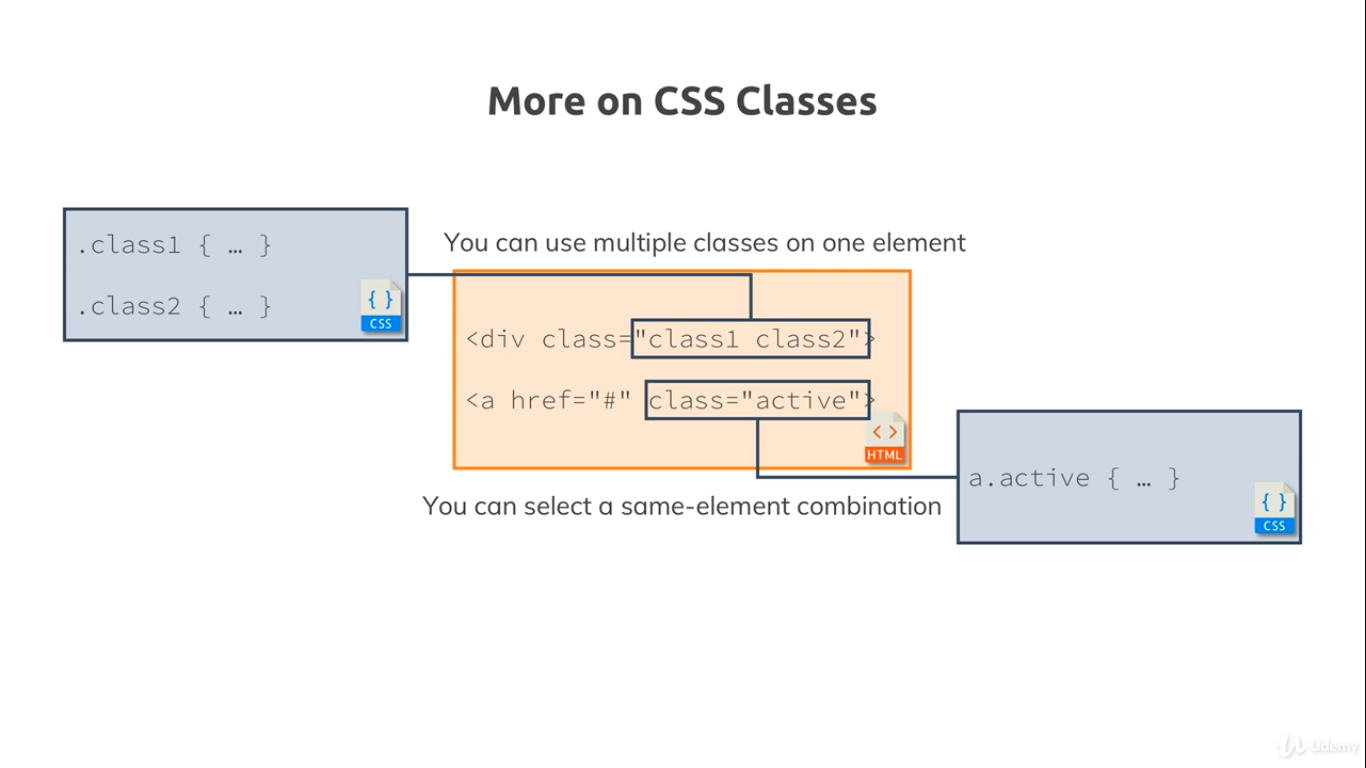 More on CSS Classes
.class1 { … }
.class2 { … }
{ }
CSS
You can use multiple classes on one element
<div class="class1 class2">
<a href="#" class="active">
< >
HTML
You can select a same-element combination
a.active { … }
{ }
CSS
Udemy